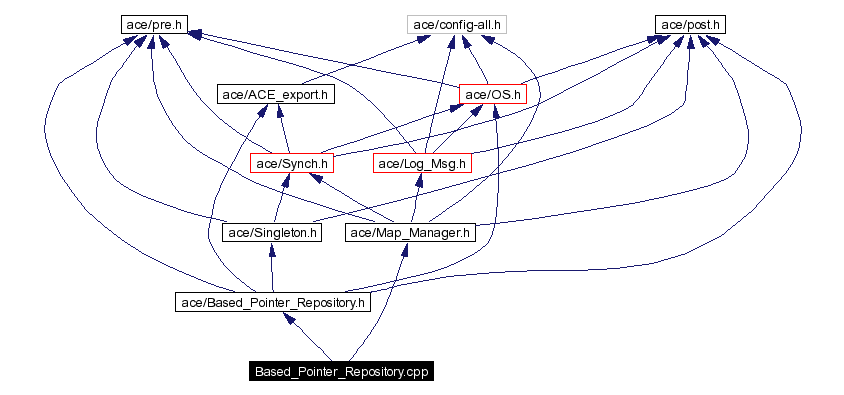 ace/pre.h
ace/config-all.h
ace/post.h
ace/ACE_export.h
ace/OS.h
ace/Synch.h
ace/Log_Msg.h
ace/Singleton.h
ace/Map_Manager.h
ace/Based_Pointer_Repository.h
Based_Pointer_Repository.cpp